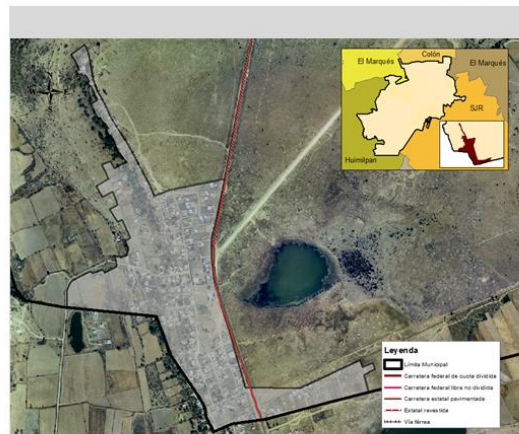 El Marqués
Colón
El Marqués
SJR
Huimilpan
Leyenda
Límite Municipal
Carretera federal de cuota dividida
Carretera federal libre no dividida
Carretera estatal pavimentada
Estatal revestida
Vía férrea